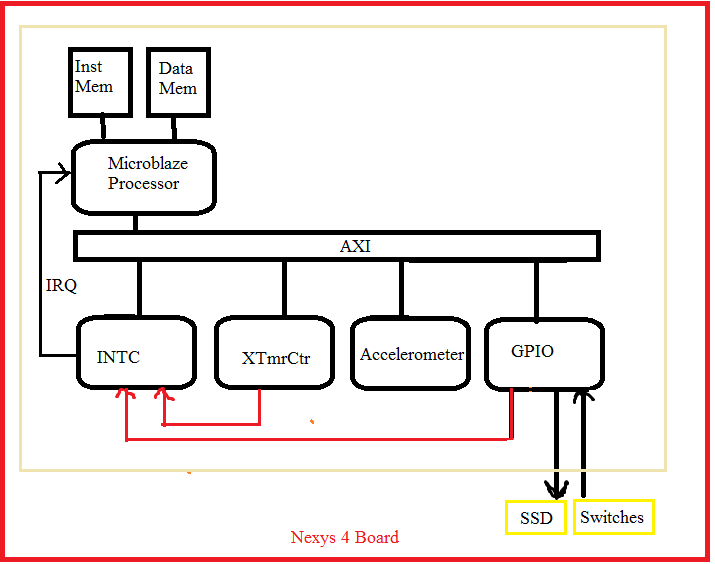 Inst
Mem
Data
Mem
Microblaze
Processor
AXI
IRQ
INTC
XTmrCtr
Accelerometer
GPIO
SSD
Switches
Nexys 4 Board